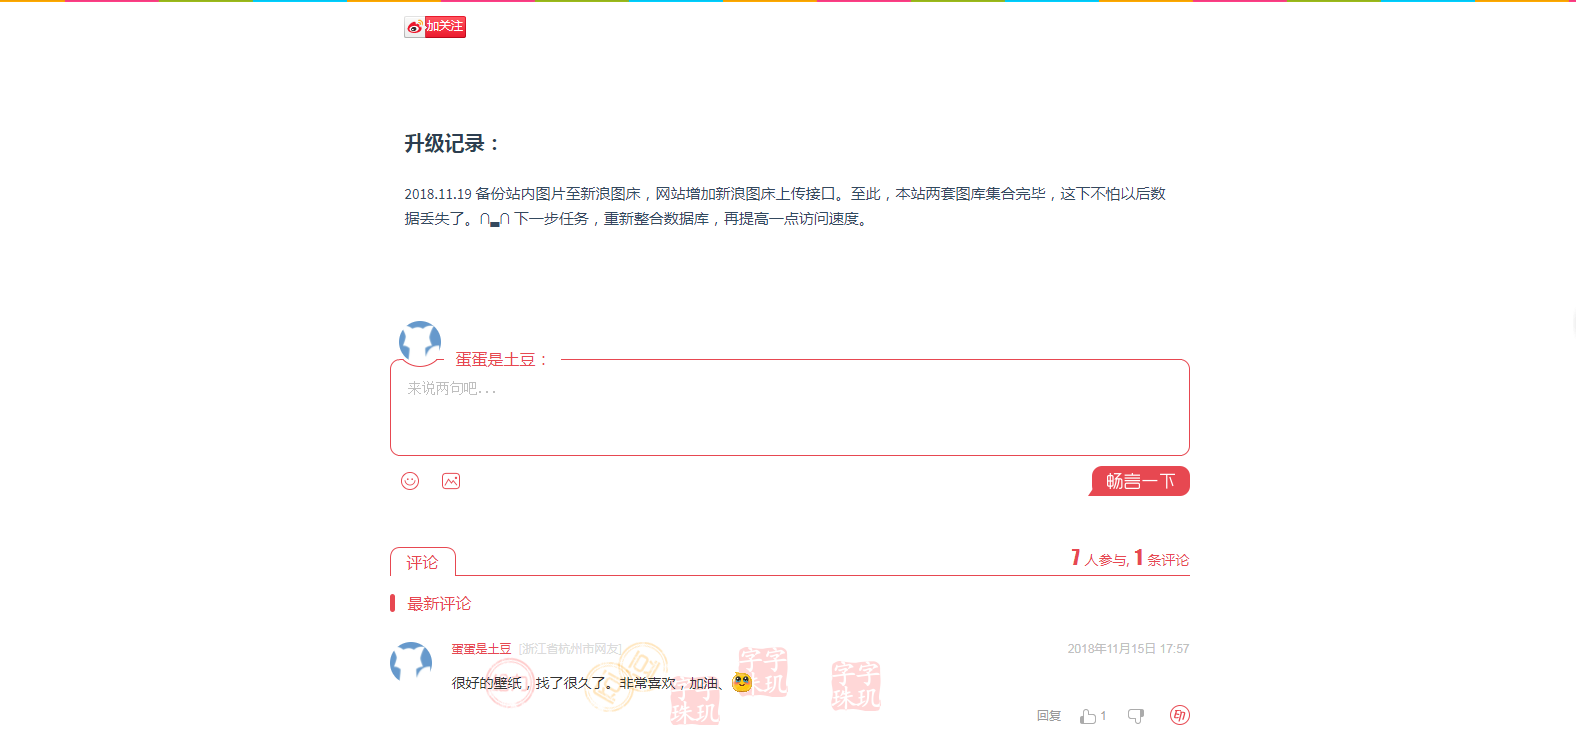 加关注
升级记录：
2018.11.19 备份站内图片至新浪图床，网站增加新浪图床上传接口。至此，本站两套图库集合完毕，这下不怕以后数
据丢失了。∩▂∩ 下一步任务，重新整合数据库，再提高一点访问速度。
蛋蛋是土豆：
来说两句吧...
畅言一下
评论
7 人参与, 1 条评论
最新评论
蛋蛋是土豆 [浙江省杭州市网友] 2018年11月15日 17:57
很好的壁纸，找了很久了。非常喜欢，加油、
字字珠玑
字字珠玑
字字珠玑
回复 1 印